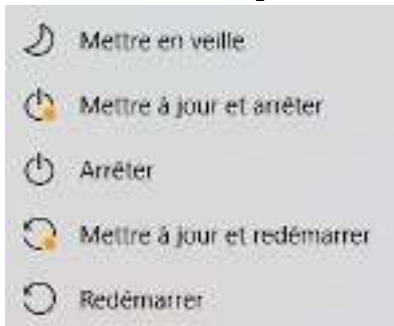 Mettre en veille
Mettre à jour et arrêter
Arrêter
Mettre à jour et redémarrer
Redémarrer